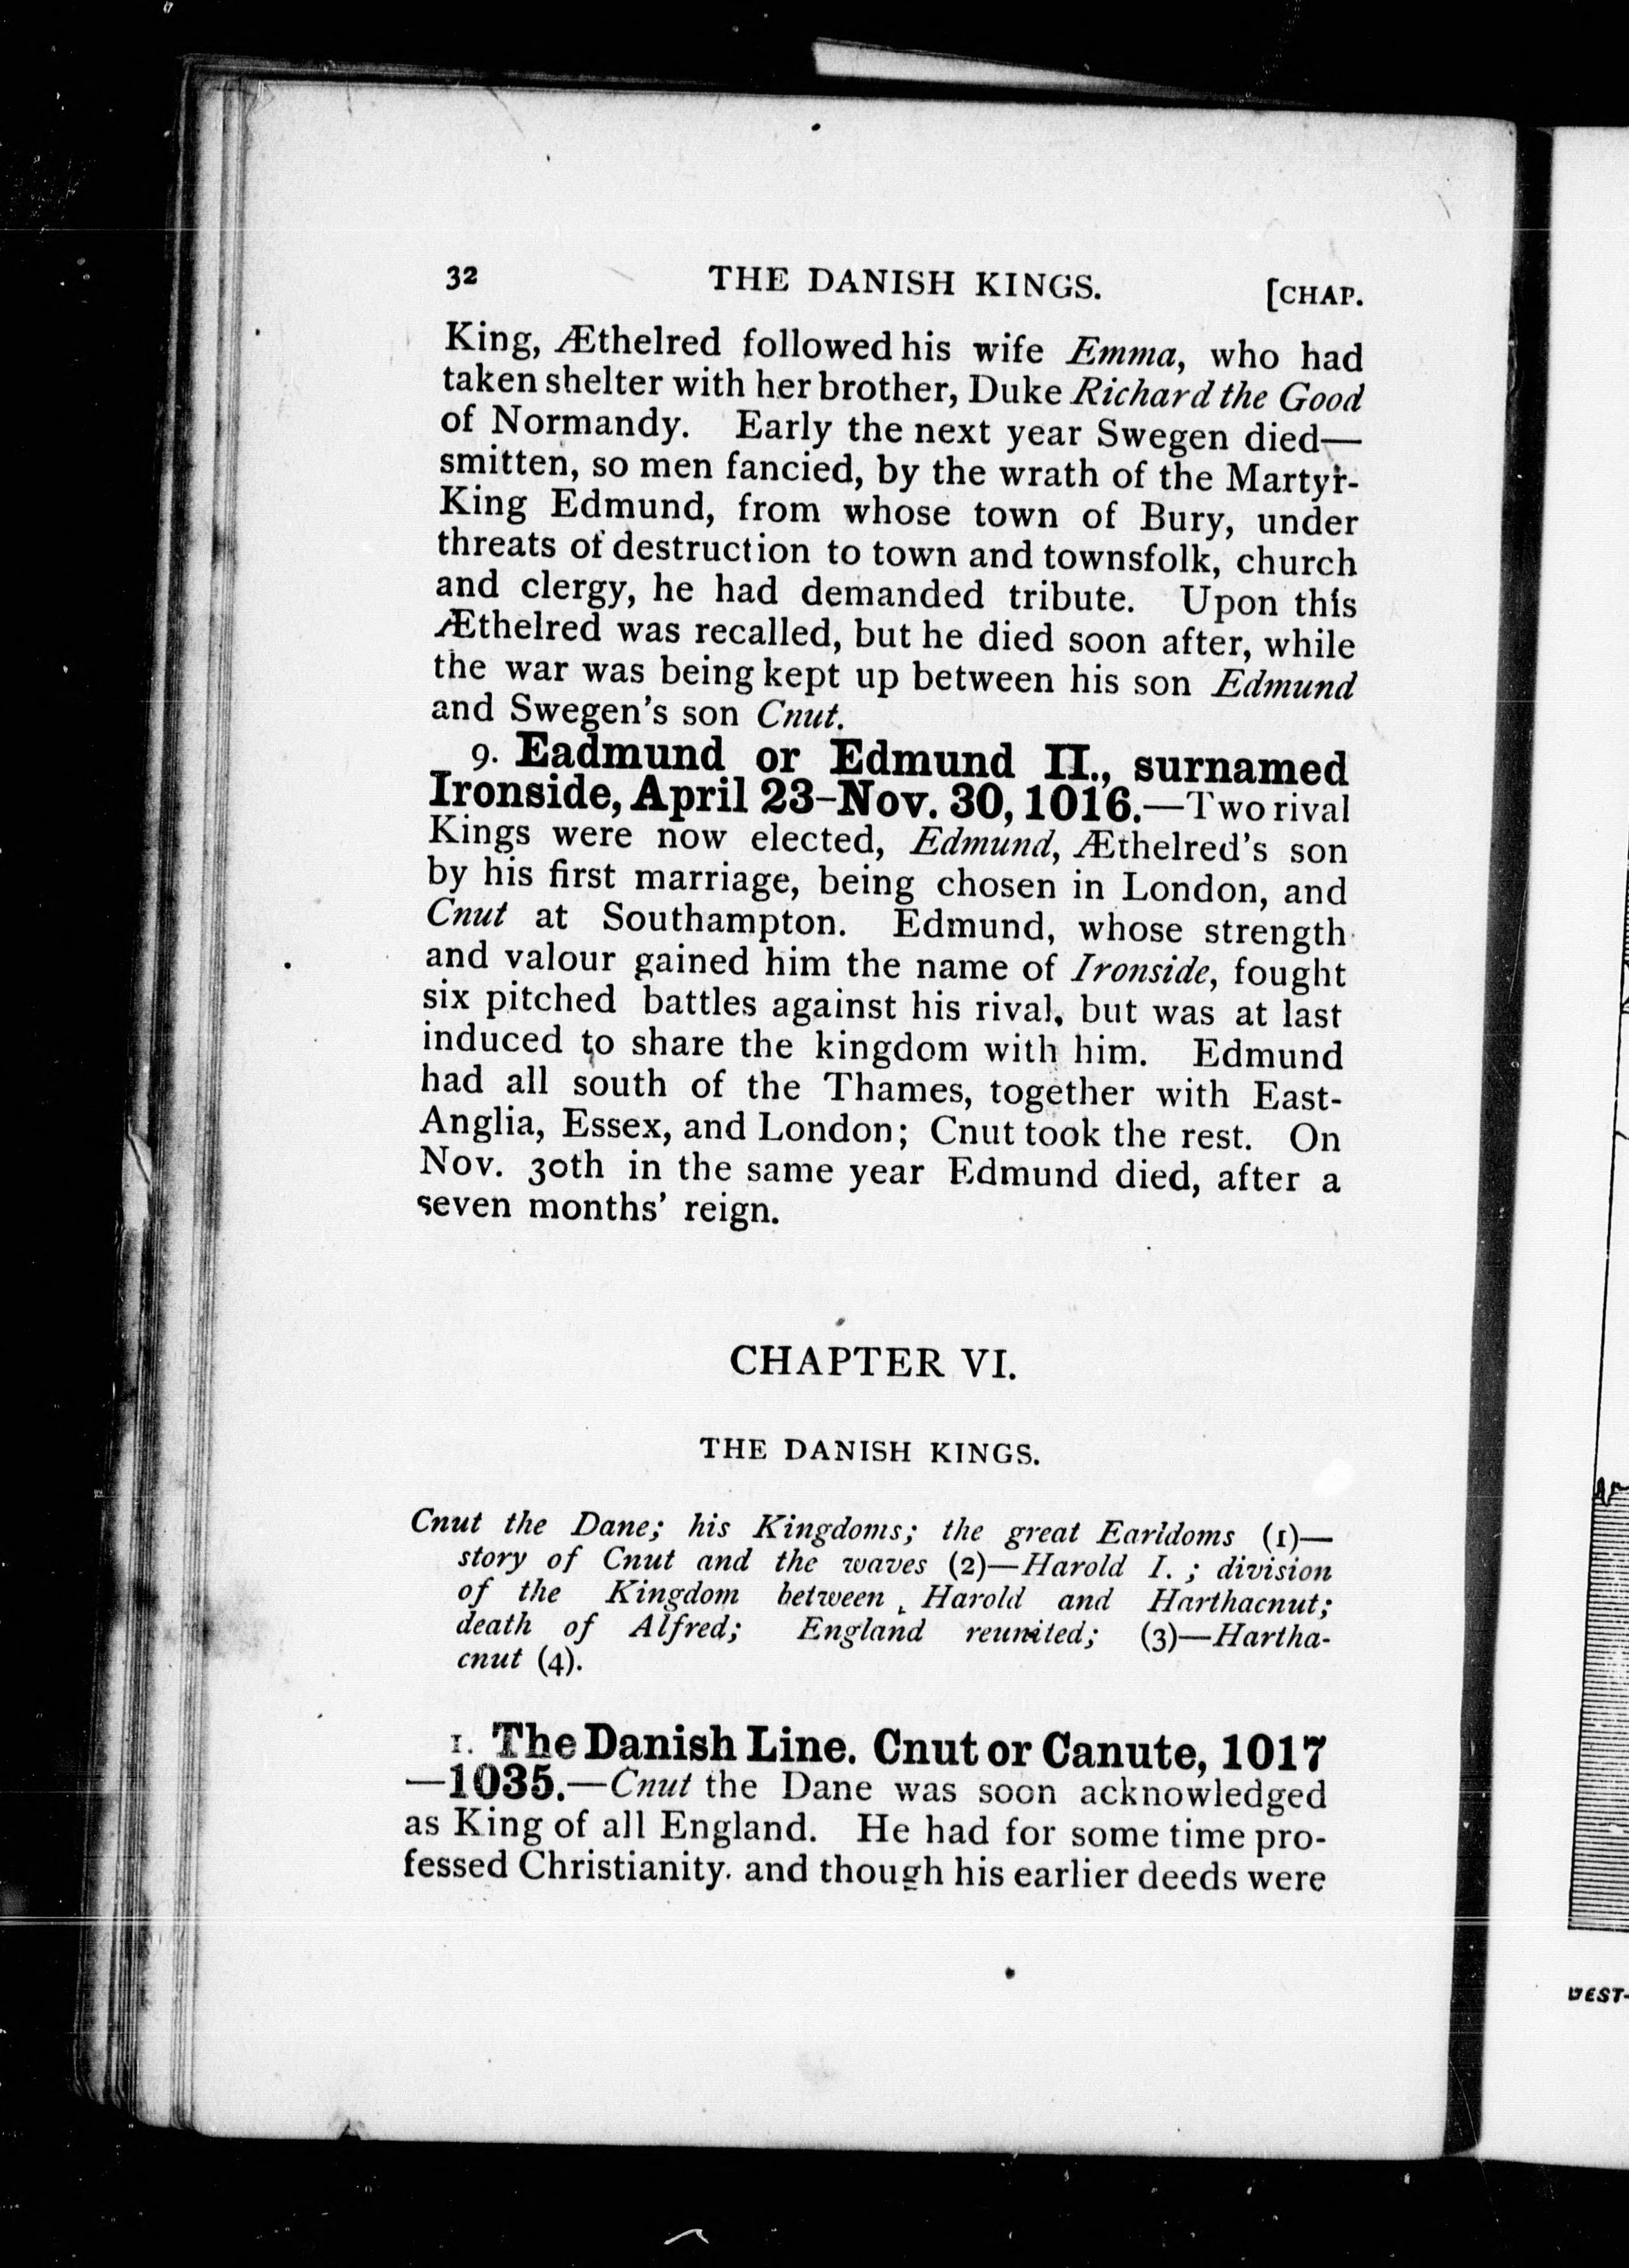 32 THE DANISH KINGS. [CHAP.
King, Æthelred followed his wife Emma, who had
taken shelter with her brother, Duke Richard the Good
of Normandy. Early the next year Swegen died—
smitten, so men fancied, by the wrath of the Martyr-
King Edmund, from whose town of Bury, under
threats of destruction to town and townsfolk, church
and clergy, he had demanded tribute. Upon this
Æthelred was recalled, but he died soon after, while
the war was being kept up between his son Edmund
and Swegen's son Cnut.
9. Eadmund or Edmund II., surnamed
Ironside, April 23–Nov. 30, 1016.—Two rival
Kings were now elected, Edmund, Æthelred's son
by his first marriage, being chosen in London, and
Cnut at Southampton. Edmund, whose strength
and valour gained him the name of Ironside, fought
six pitched battles against his rival, but was at last
induced to share the kingdom with him. Edmund
had all south of the Thames, together with East-
Anglia, Essex, and London; Cnut took the rest. On
Nov. 30th in the same year Edmund died, after a
seven months' reign.
CHAPTER VI.
THE DANISH KINGS.
Cnut the Dane; his Kingdoms; the great Earldoms (1)—
story of Cnut and the waves (2)—Harold I.; division
of the Kingdom between Harold and Harthacnut;
death of Alfred; England reunited; (3)—Hartha-
cnut (4).
1. The Danish Line. Cnut or Canute, 1017
—1035.—Cnut the Dane was soon acknowledged
as King of all England. He had for some time pro-
fessed Christianity, and though his earlier deeds were
WEST-